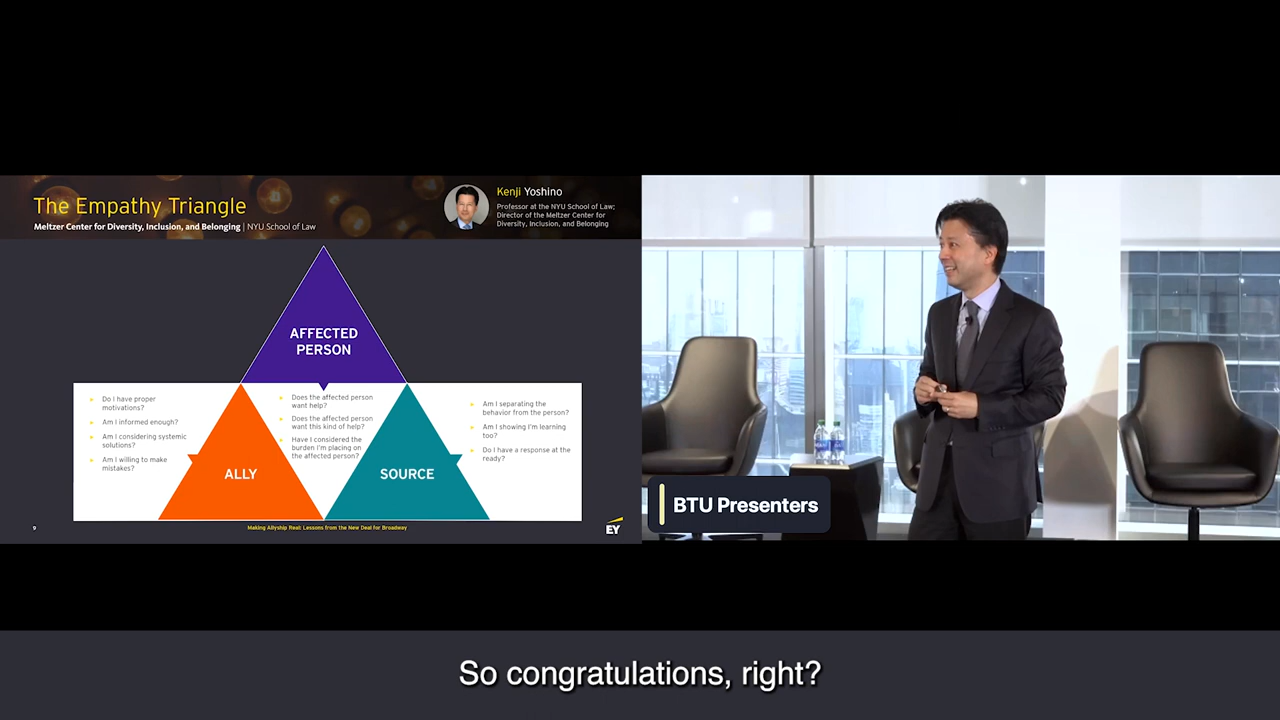 The Empathy Triangle
Meltzer Center for Diversity, Inclusion, and Belonging | NYU School of Law
Kenji Yoshino
Professor at the NYU School of Law;
Director of the Meltzer Center for
Diversity, Inclusion, and Belonging
AFFECTED
PERSON
Do I have proper
motivations?
Am I informed enough?
Am I considering systemic
solutions?
Am I willing to make
mistakes?
ALLY
Does the affected person
want help?
Does the affected person
want this kind of help?
Have I considered the
burden I'm placing on
the affected person?
SOURCE
Am I separating the
behavior from the person?
Am I showing I'm learning
too?
Do I have a response at the
ready?
9
Making Allyship Real: Lessons from the New Deal for Broadway
EY
BTU Presenters
So congratulations, right?